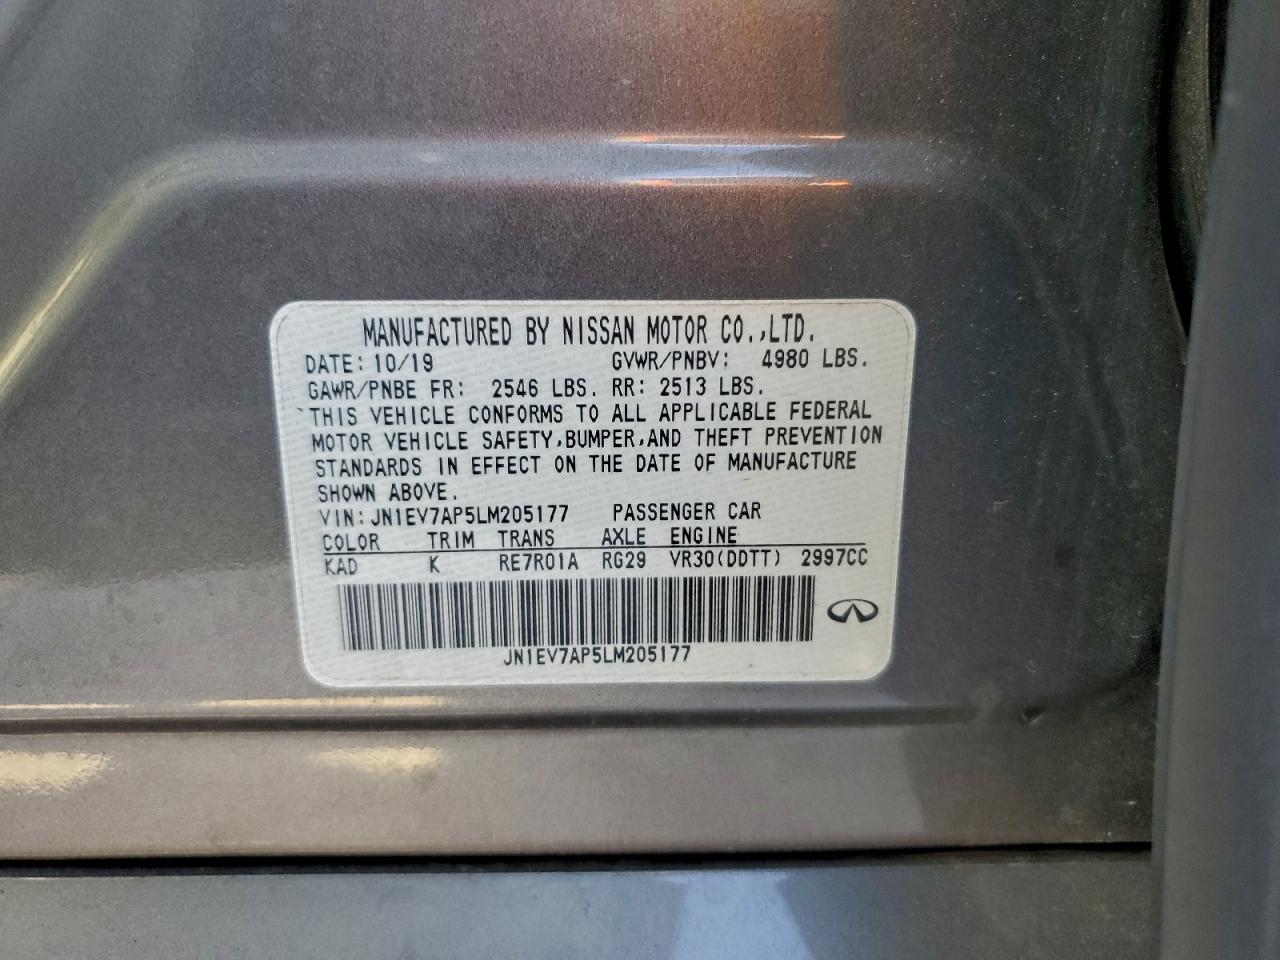 MANUFACTURED BY NISSAN MOTOR CO.,LTD.
DATE: 10/19 GVWR/PNBV: 4980 LBS.
GAWR/PNBE FR: 2546 LBS. RR: 2513 LBS.
THIS VEHICLE CONFORMS TO ALL APPLICABLE FEDERAL
MOTOR VEHICLE SAFETY,BUMPER,AND THEFT PREVENTION
STANDARDS IN EFFECT ON THE DATE OF MANUFACTURE
SHOWN ABOVE.
VIN: JN1EV7AP5LM205177 PASSENGER CAR
COLOR TRIM TRANS AXLE ENGINE
KAD K RE7R01A RG29 VR30(DDTT) 2997CC
JN1EV7AP5LM205177